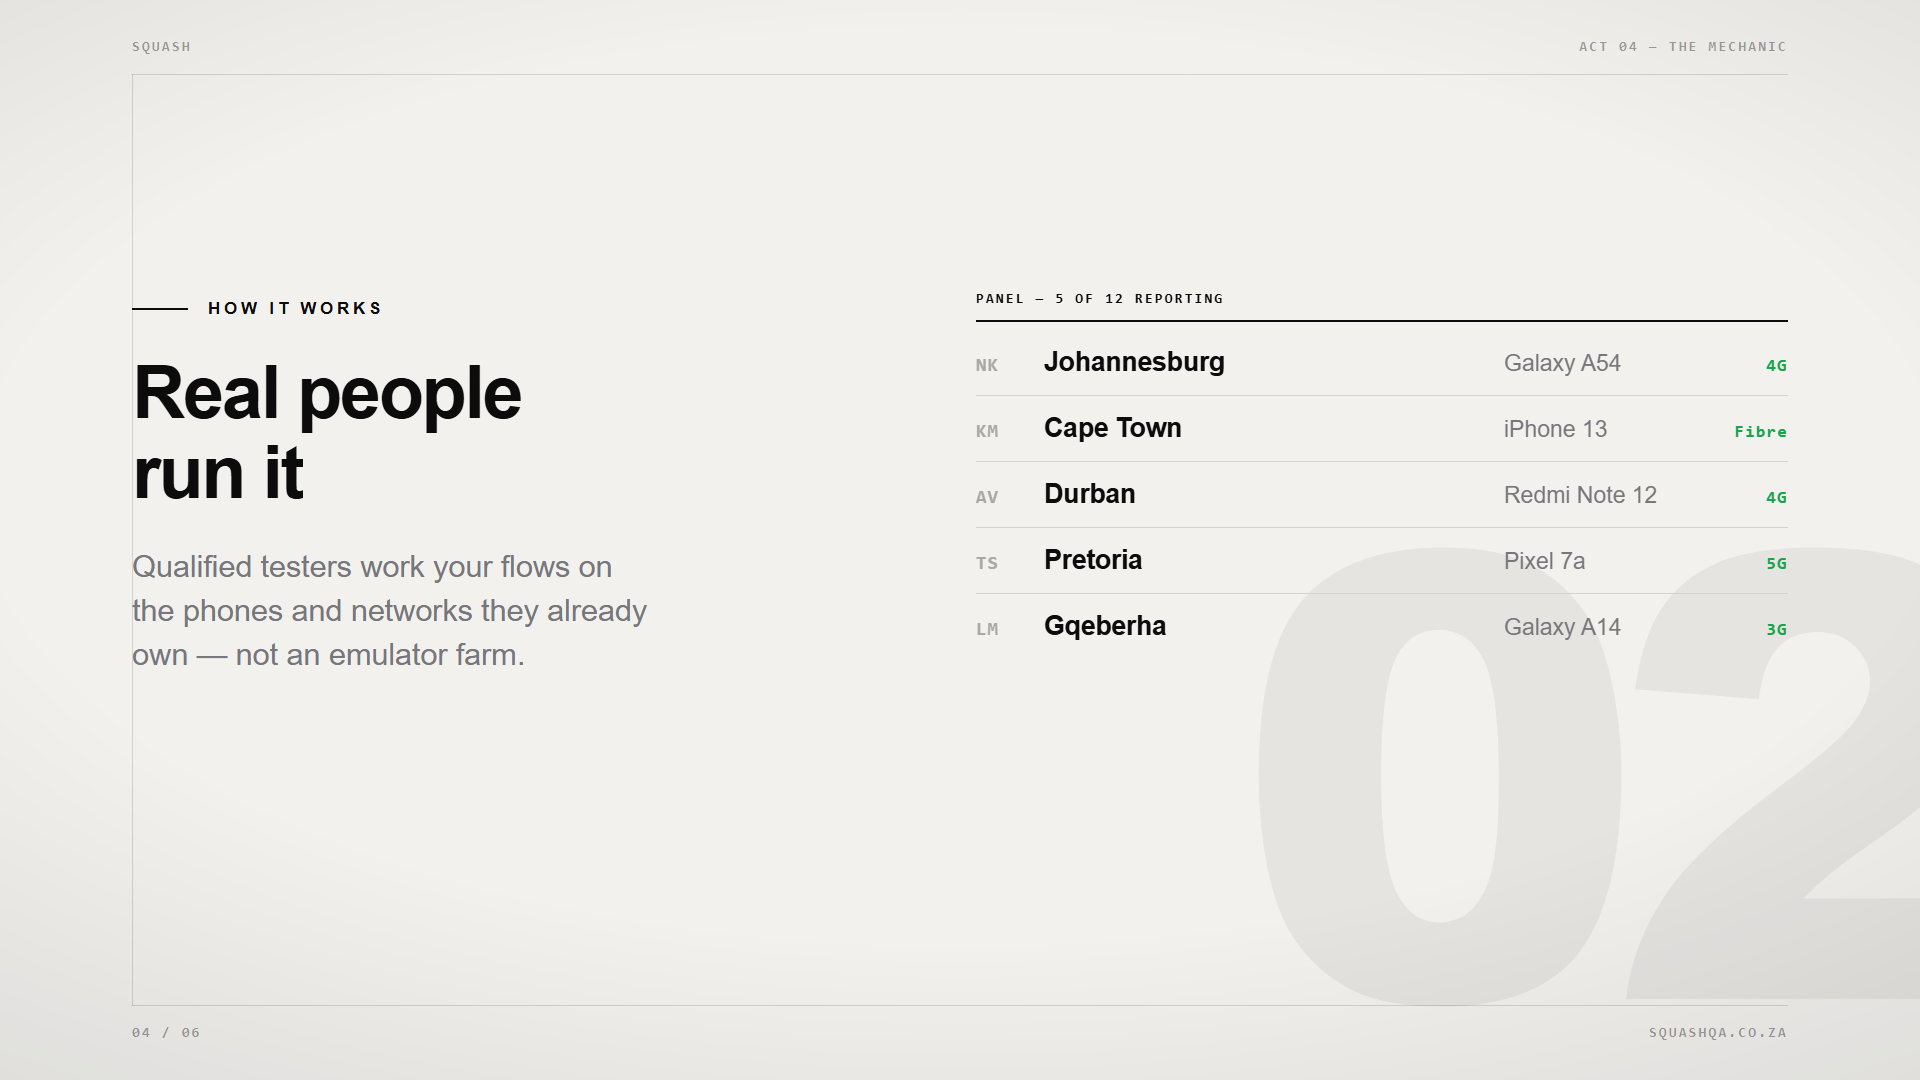 SQUASH
ACT 04 — THE MECHANIC
HOW IT WORKS
Real people
run it
Qualified testers work your flows on
the phones and networks they already
own — not an emulator farm.
PANEL — 5 OF 12 REPORTING
NK Johannesburg Galaxy A54 4G
KM Cape Town iPhone 13 Fibre
AV Durban Redmi Note 12 4G
TS Pretoria Pixel 7a 5G
LM Gqeberha Galaxy A14 3G
02
04 / 06
SQUASHQA.CO.ZA